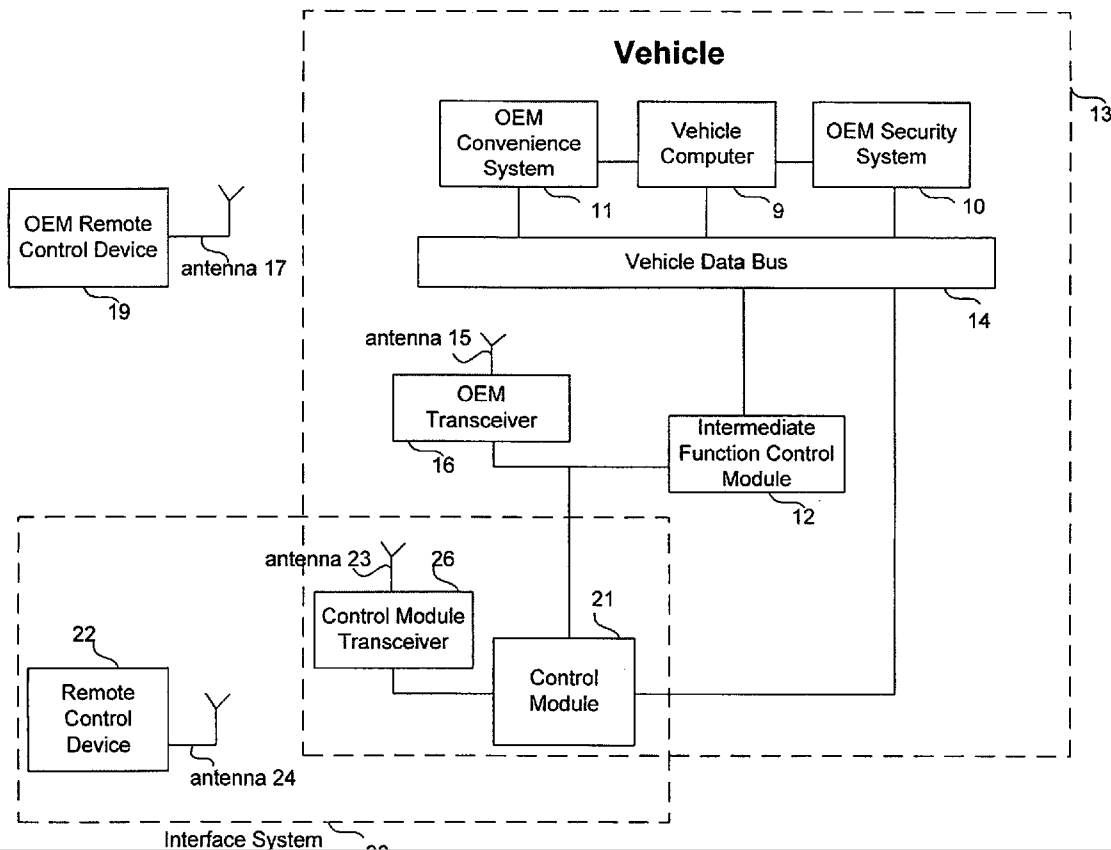 Vehicle
13
OEM
Convenience
System
11
Vehicle
Computer
9
OEM Security
System
10
OEM Remote
Control Device
19
antenna 17
Vehicle Data Bus
14
antenna 15
OEM
Transceiver
16
Intermediate
Function Control
Module
12
antenna 23
26
Control Module
Transceiver
21
Control
Module
22
Remote
Control
Device
antenna 24
Interface System